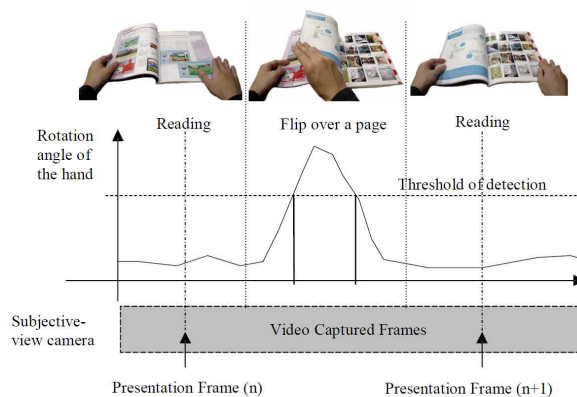 Reading
Flip over a page
Reading
Rotation
angle of
the hand
Threshold of detection
Subjective-
view camera
Video Captured Frames
Presentation Frame (n)
Presentation Frame (n+1)